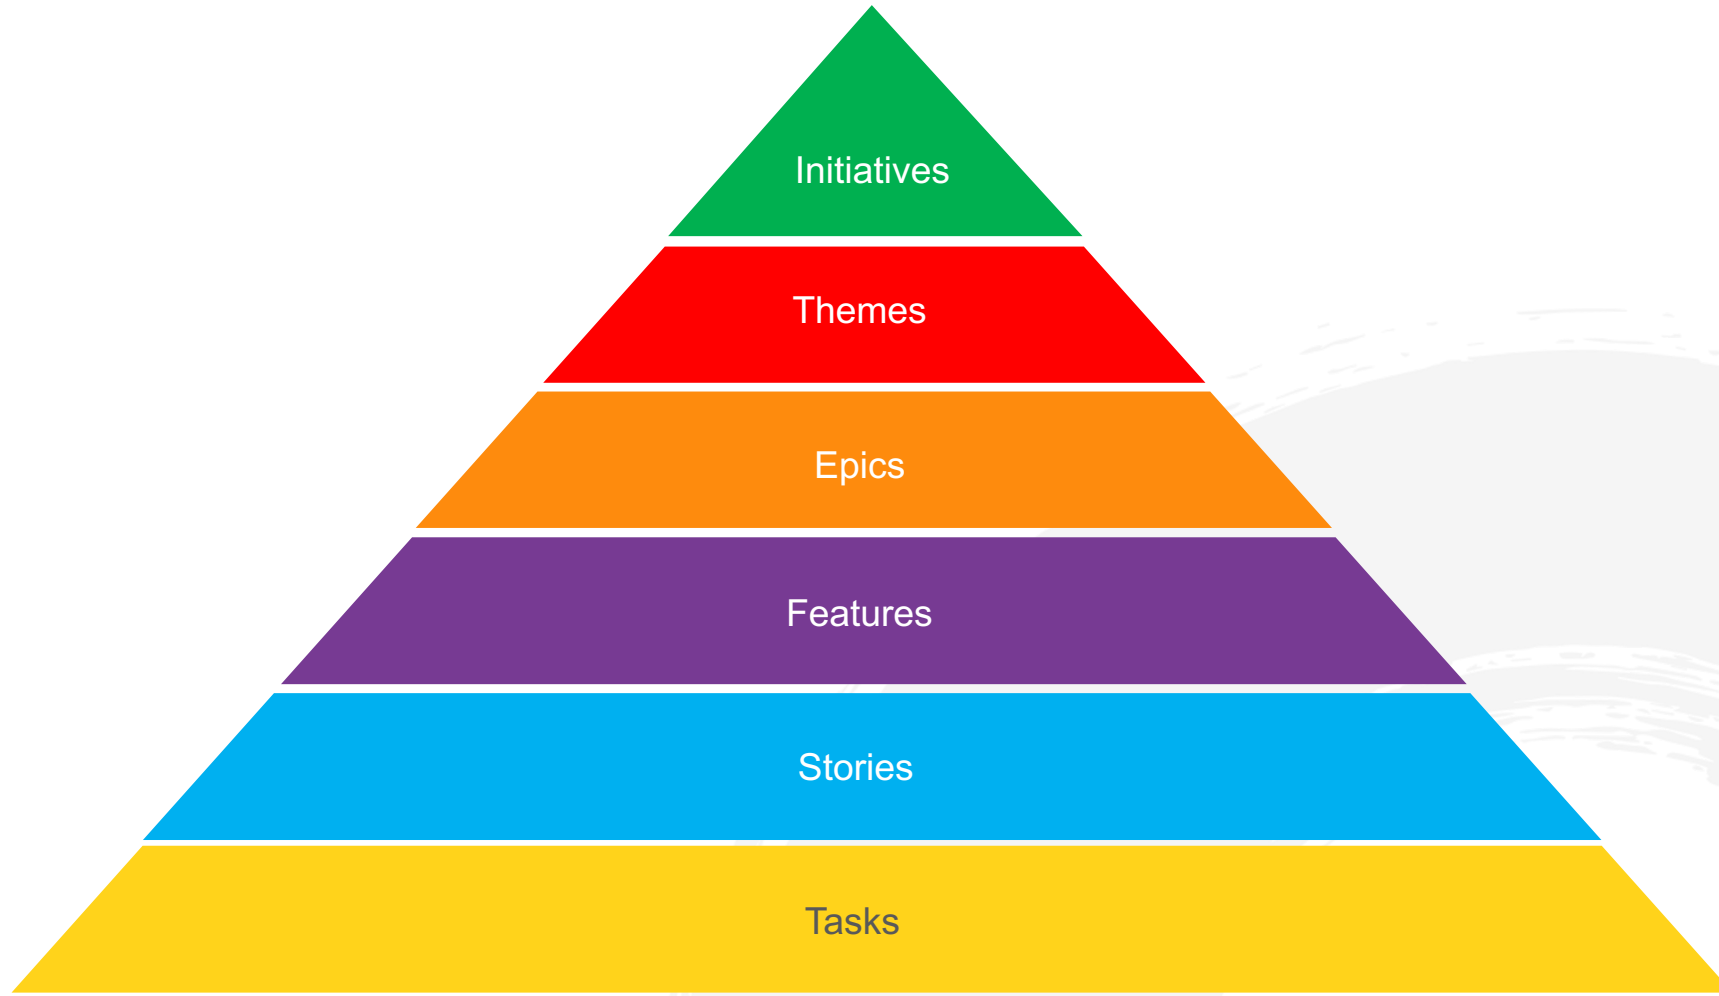 Initiatives
Themes
Epics
Features
Stories
Tasks